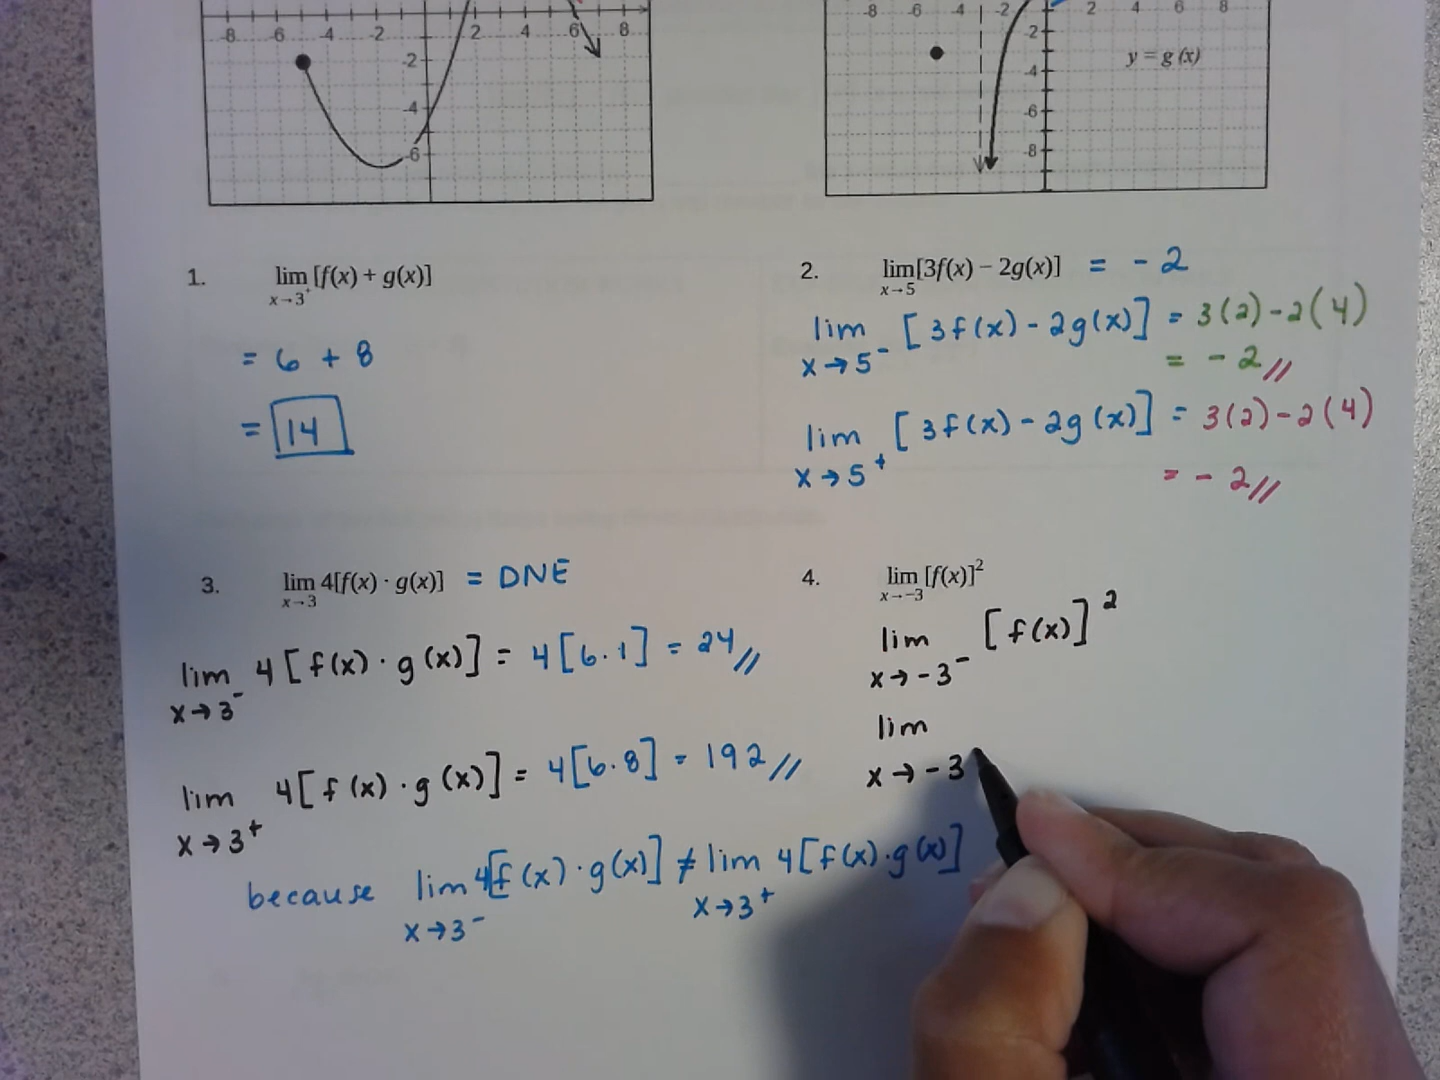 -8 -6 -4 -2 2 4 6 8
-2
-4
-6
-8 -6 -4 -2 2 4 6 8
-2
y = g (x)
-4
-6
-8
1. lim [f(x) + g(x)]
x→3⁺
= 6 + 8
= 14
2. lim [3f(x) − 2g(x)] = -2
x→5
lim [3f(x) - 2g(x)] = 3(2)-2(4)
x→5⁻ = -2//
lim [3f(x) - 2g(x)] = 3(2)-2(4)
x→5⁺ = -2//
3. lim 4[f(x) · g(x)] = DNE
x→3
lim 4[f(x) · g(x)] = 4[6·1] = 24//
x→3⁻
lim 4[f(x) · g(x)] = 4[6·8] = 192//
x→3⁺
because lim 4[f(x) · g(x)] ≠ lim 4[f(x)·g(x)]
x→3⁻ x→3⁺
4. lim [f(x)]²
x→−3
lim [f(x)]²
x→-3⁻
lim
x→-3